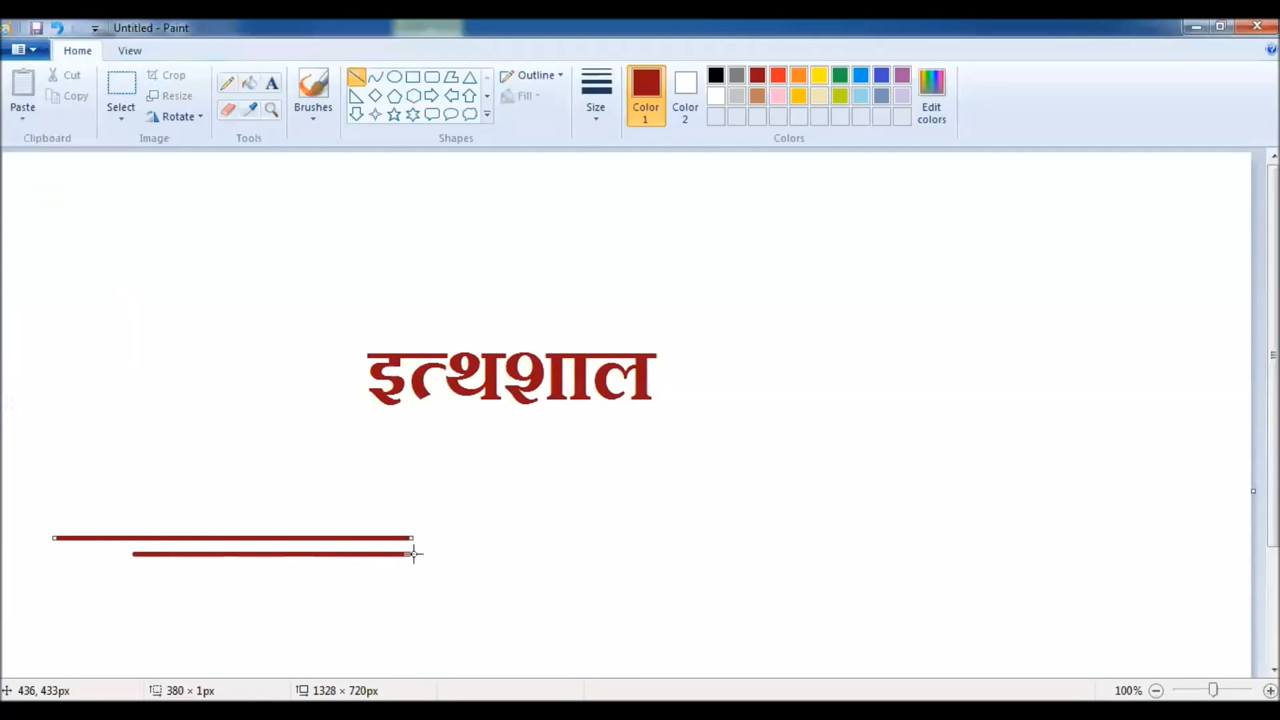 Untitled - Paint
Home View
Paste
Cut
Copy
Clipboard
Select
Crop
Resize
Rotate
Image
Tools
Brushes
Outline
Fill
Shapes
Size
Color 1
Color 2
Edit colors
Colors
इत्थशाल
436, 433px 380 × 1px 1328 × 720px 100%